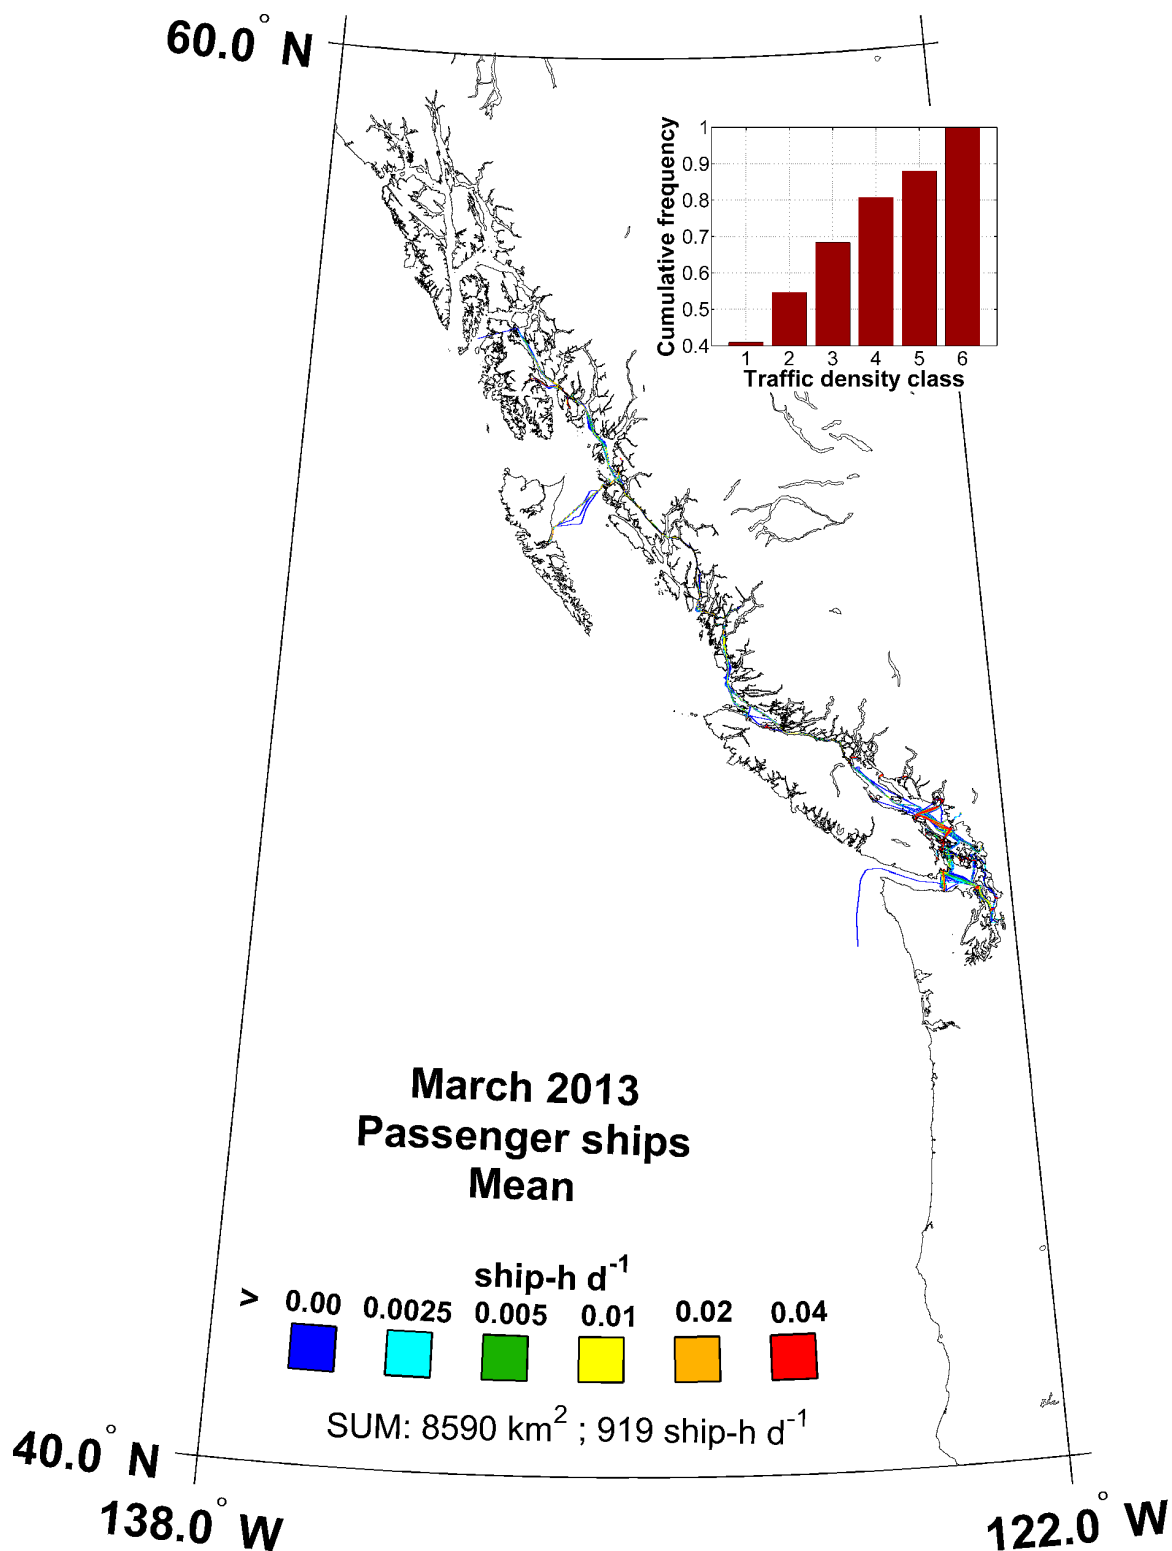 60.0° N
Cumulative frequency
1
0.9
0.8
0.7
0.6
0.5
0.4
1 2 3 4 5 6
Traffic density class
March 2013
Passenger ships
Mean
ship-h d⁻¹
> 0.00 0.0025 0.005 0.01 0.02 0.04
SUM: 8590 km² ; 919 ship-h d⁻¹
40.0° N
138.0° W
122.0° W